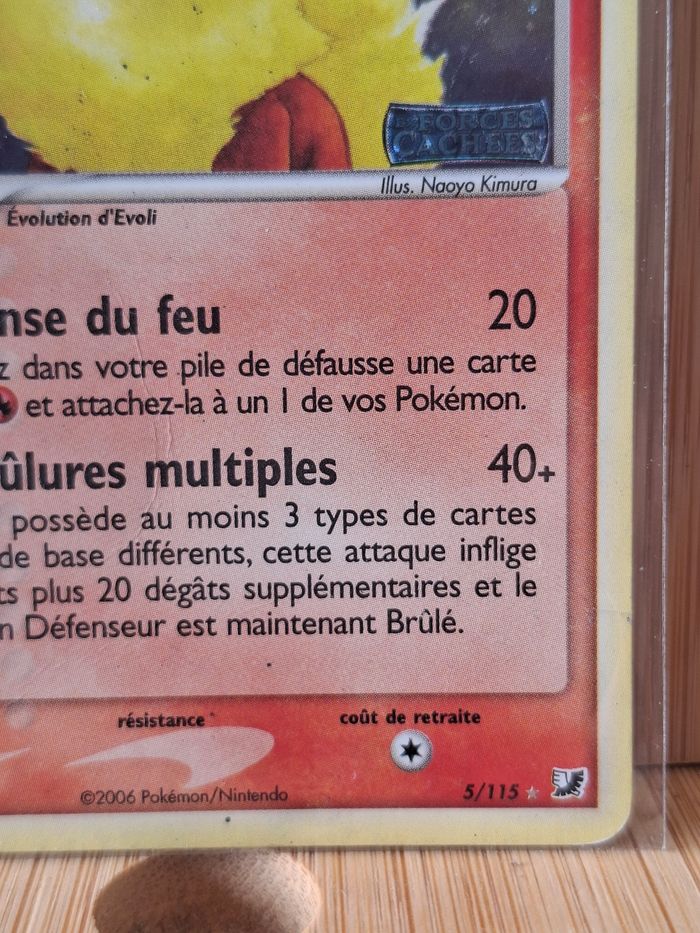 FORCES
CACHÉES
Illus. Naoyo Kimura
Évolution d'Evoli
nse du feu 20
z dans votre pile de défausse une carte
et attachez-la à un 1 de vos Pokémon.
ûlures multiples 40+
possède au moins 3 types de cartes
de base différents, cette attaque inflige
ts plus 20 dégâts supplémentaires et le
n Défenseur est maintenant Brûlé.
résistance coût de retraite
©2006 Pokémon/Nintendo 5/115